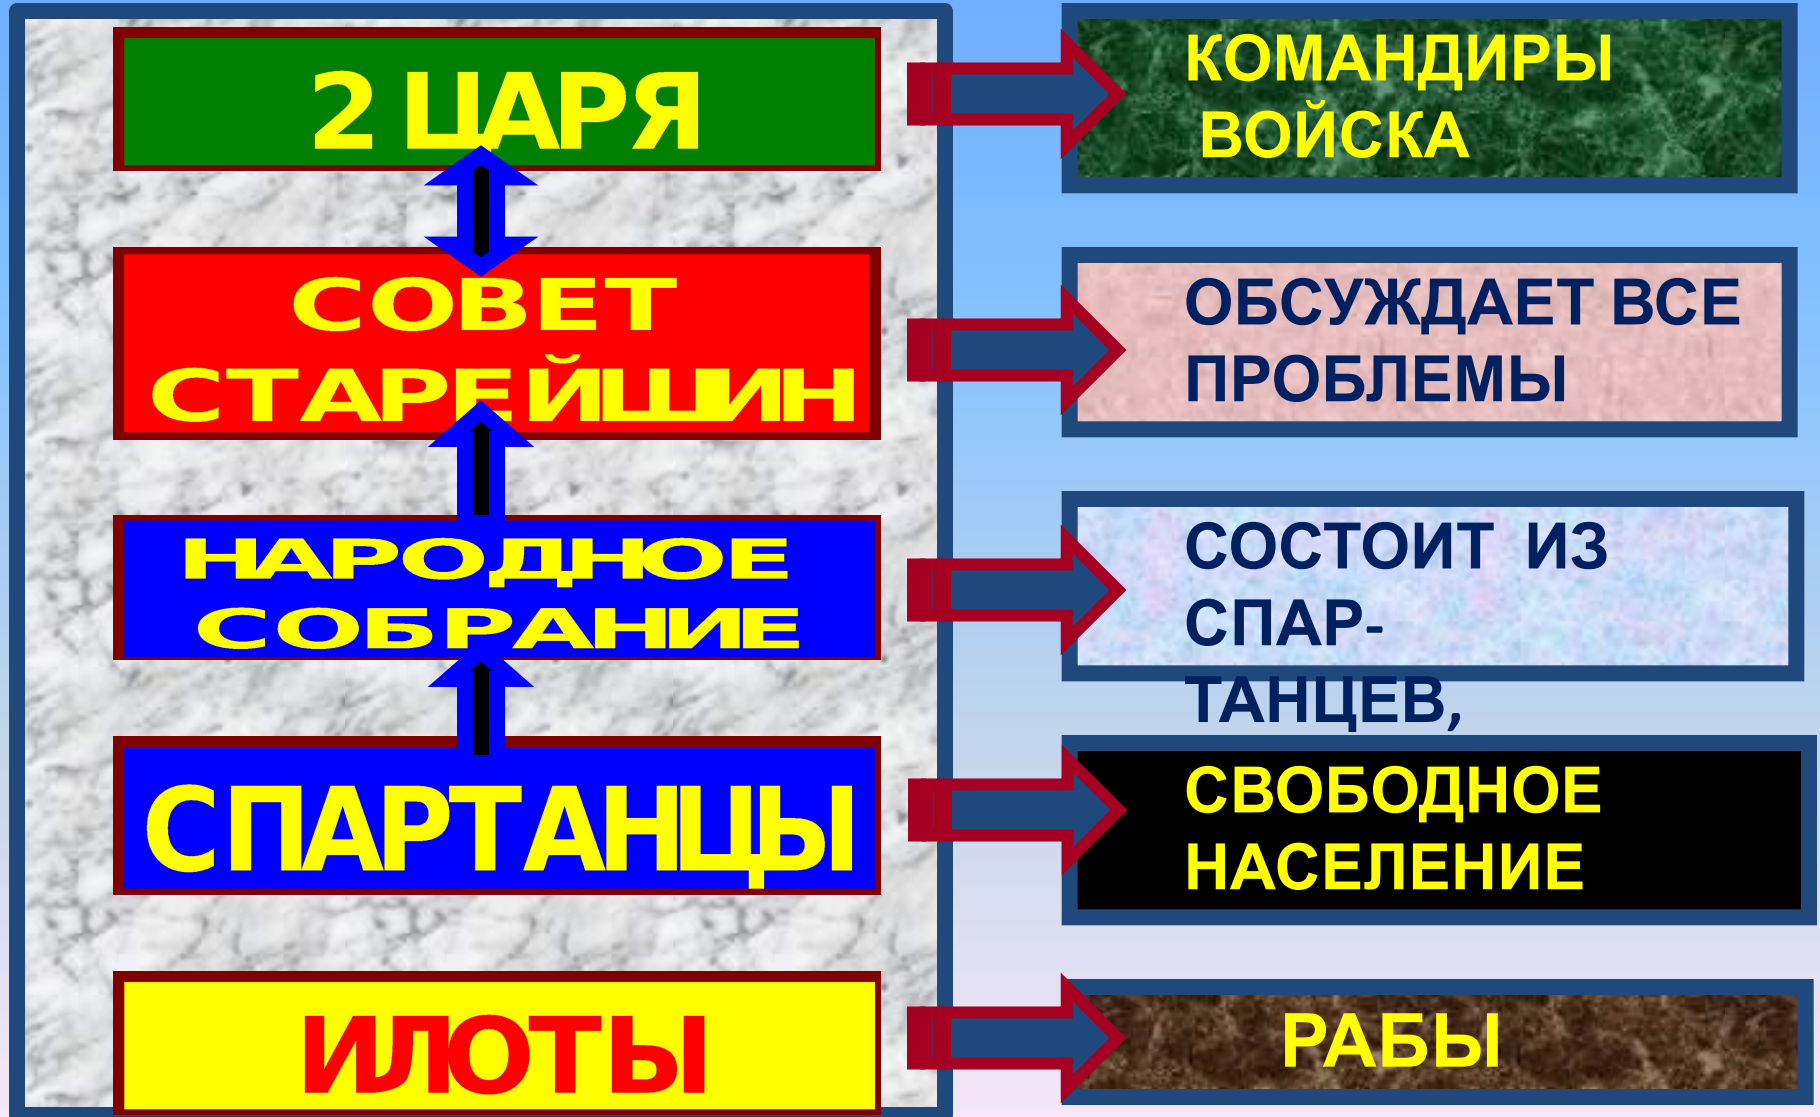 2 ЦАРЯ
КОМАНДИРЫ
ВОЙСКА
СОВЕТ
СТАРЕЙШИН
ОБСУЖДАЕТ ВСЕ
ПРОБЛЕМЫ
НАРОДНОЕ
СОБРАНИЕ
СОСТОИТ ИЗ
СПАР-
ТАНЦЕВ,
СПАРТАНЦЫ
СВОБОДНОЕ
НАСЕЛЕНИЕ
ИЛОТЫ
РАБЫ